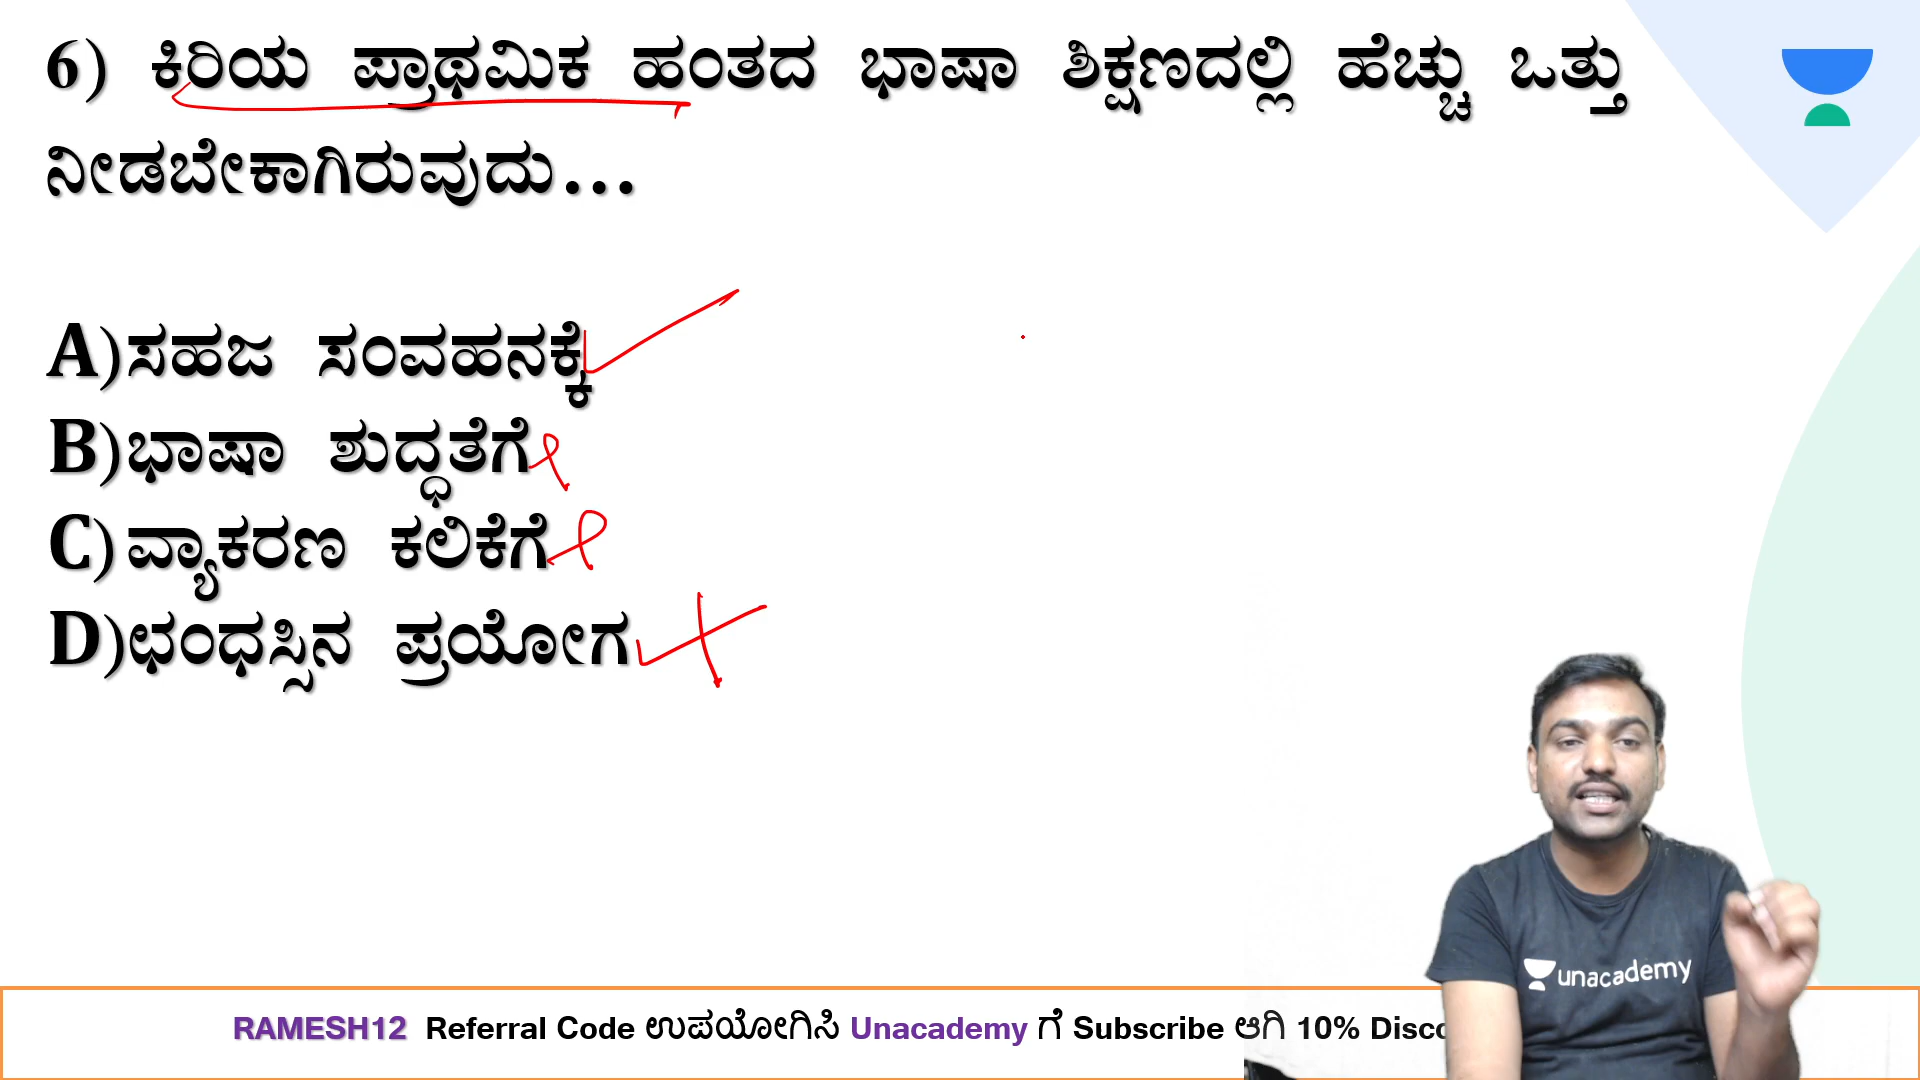 6) ಕಿರಿಯ ಪ್ರಾಥಮಿಕ ಹಂತದ ಭಾಷಾ ಶಿಕ್ಷಣದಲ್ಲಿ ಹೆಚ್ಚು ಒತ್ತು
ನೀಡಬೇಕಾಗಿರುವುದು...
A)ಸಹಜ ಸಂವಹನಕ್ಕೆ
B)ಭಾಷಾ ಶುದ್ಧತೆಗೆ
C)ವ್ಯಾಕರಣ ಕಲಿಕೆಗೆ
D)ಛಂಧಸ್ಸಿನ ಪ್ರಯೋಗ
unacademy
RAMESH12 Referral Code ಉಪಯೋಗಿಸಿ Unacademy ಗೆ Subscribe ಆಗಿ 10%